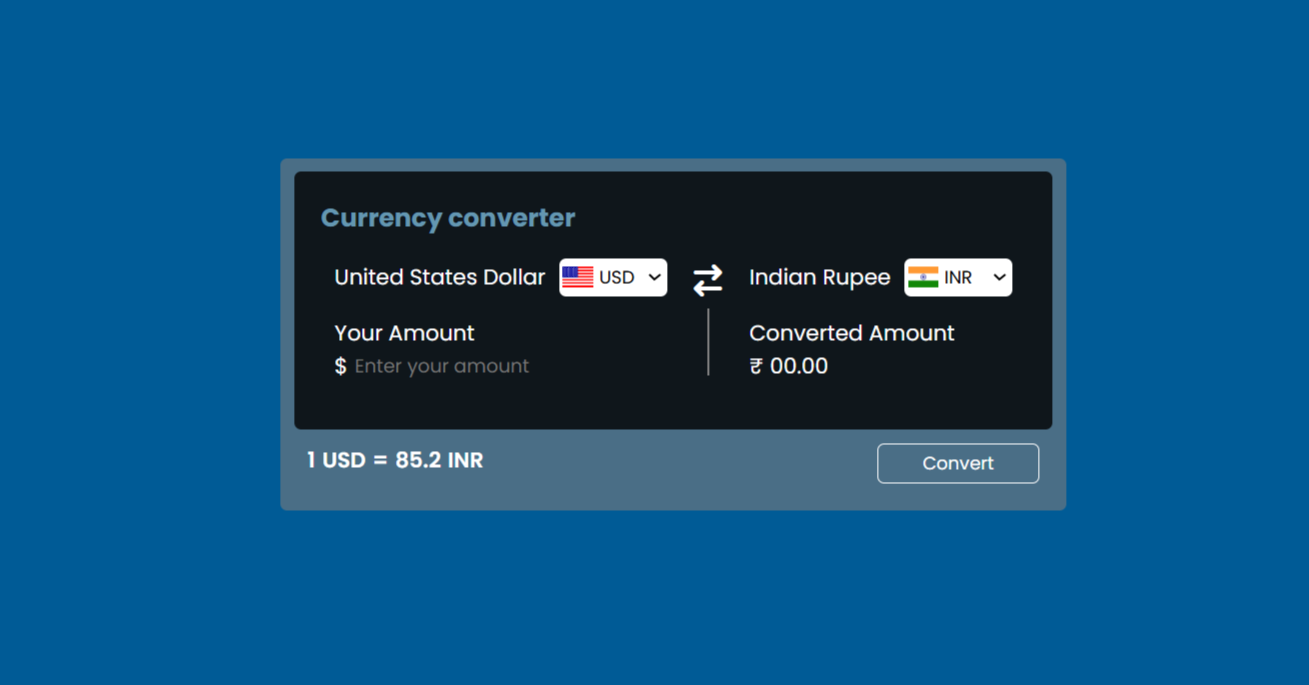 Currency converter
United States Dollar USD Indian Rupee INR
Your Amount Converted Amount
$ Enter your amount ₹ 00.00
1 USD = 85.2 INR Convert